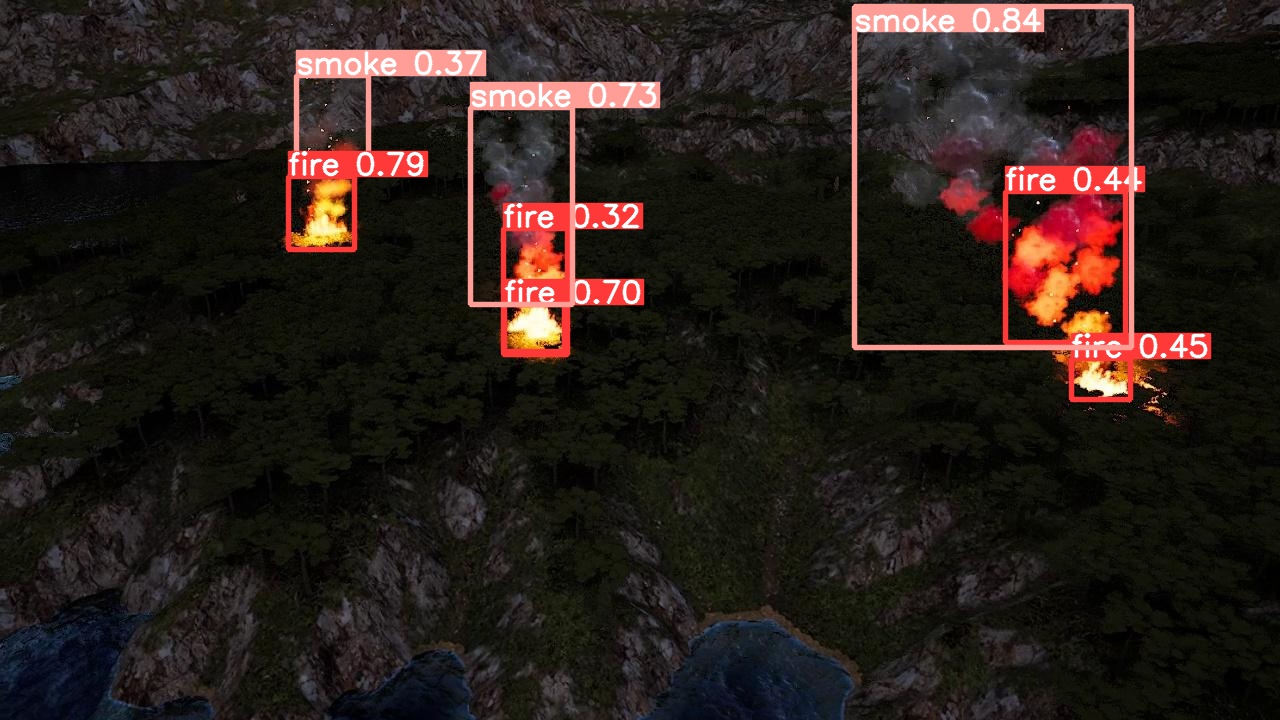 smoke 0.84
smoke 0.37
smoke 0.73
fire 0.79
fire 0.44
fire 0.32
fire 0.70
fire 0.45